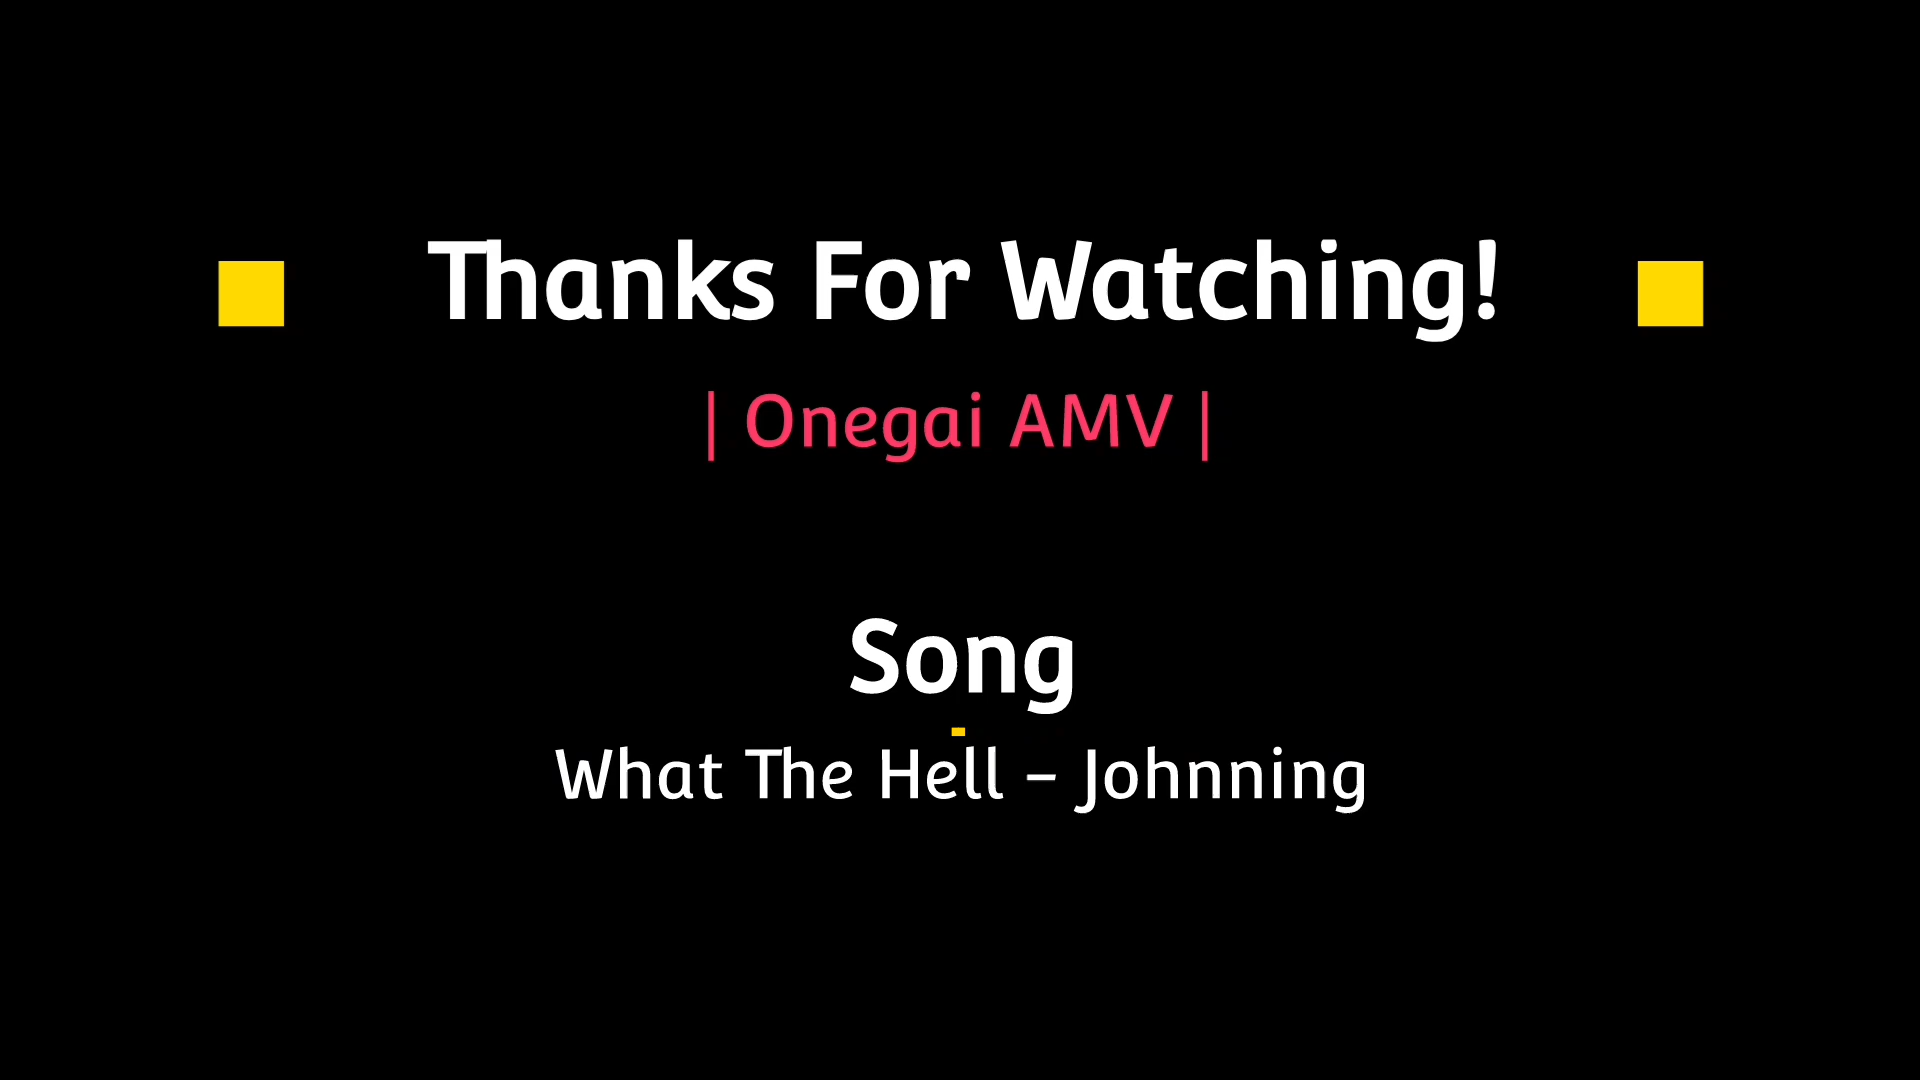 Thanks For Watching!
| Onegai AMV |
Song
What The Hell – Johnning